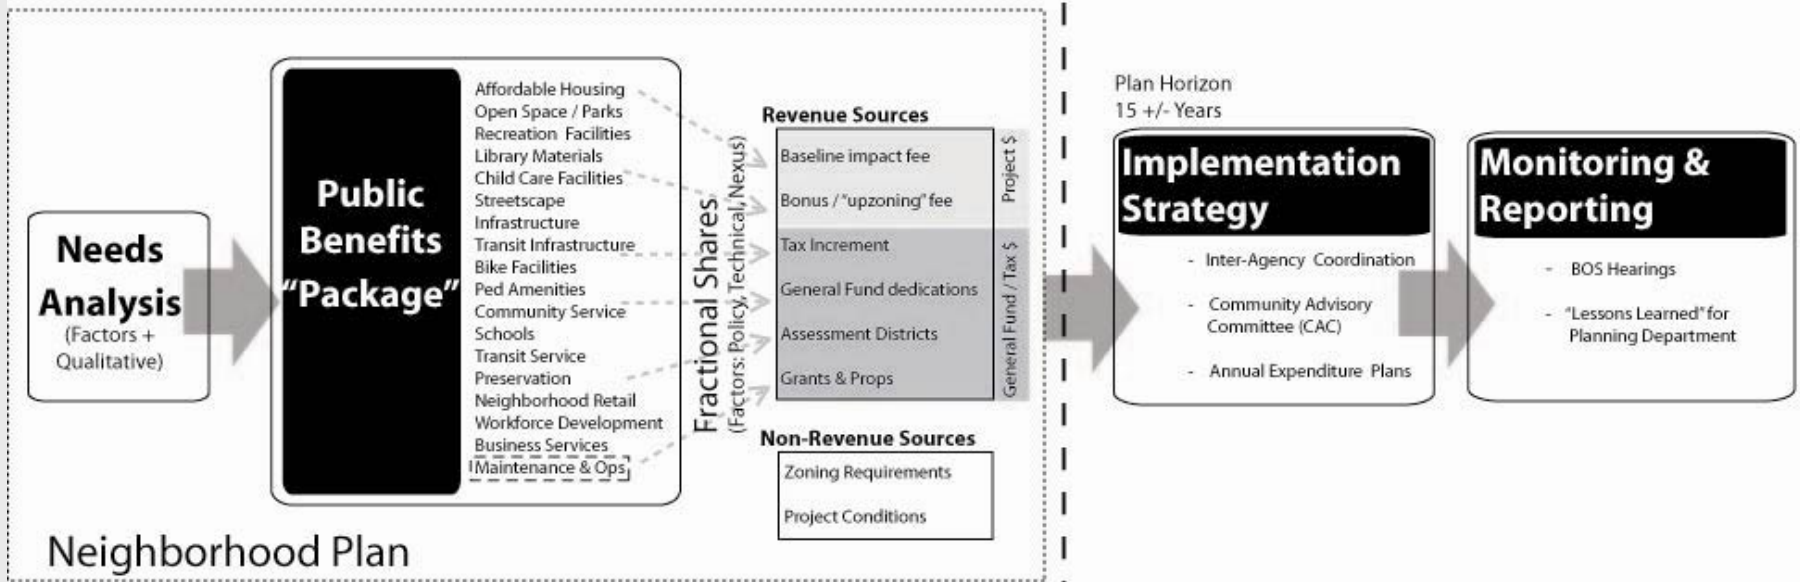 Needs
Analysis
(Factors +
Qualitative)
Public
Benefits
“Package”
Affordable Housing
Open Space / Parks
Recreation Facilities
Library Materials
Child Care Facilities
Streetscape
Infrastructure
Transit Infrastructure
Bike Facilities
Ped Amenities
Community Service
Schools
Transit Service
Preservation
Neighborhood Retail
Workforce Development
Business Services
Maintenance & Ops
Fractional Shares
(Factors: Policy, Technical, Nexus)
Revenue Sources
Baseline impact fee
Bonus / “upzoning” fee
Project $
Tax Increment
General Fund dedications
Assessment Districts
Grants & Props
General Fund / Tax $
Non-Revenue Sources
Zoning Requirements
Project Conditions
Neighborhood Plan
Plan Horizon
15 +/- Years
Implementation
Strategy
- Inter-Agency Coordination
- Community Advisory
Committee (CAC)
- Annual Expenditure Plans
Monitoring &
Reporting
- BOS Hearings
- “Lessons Learned” for
Planning Department